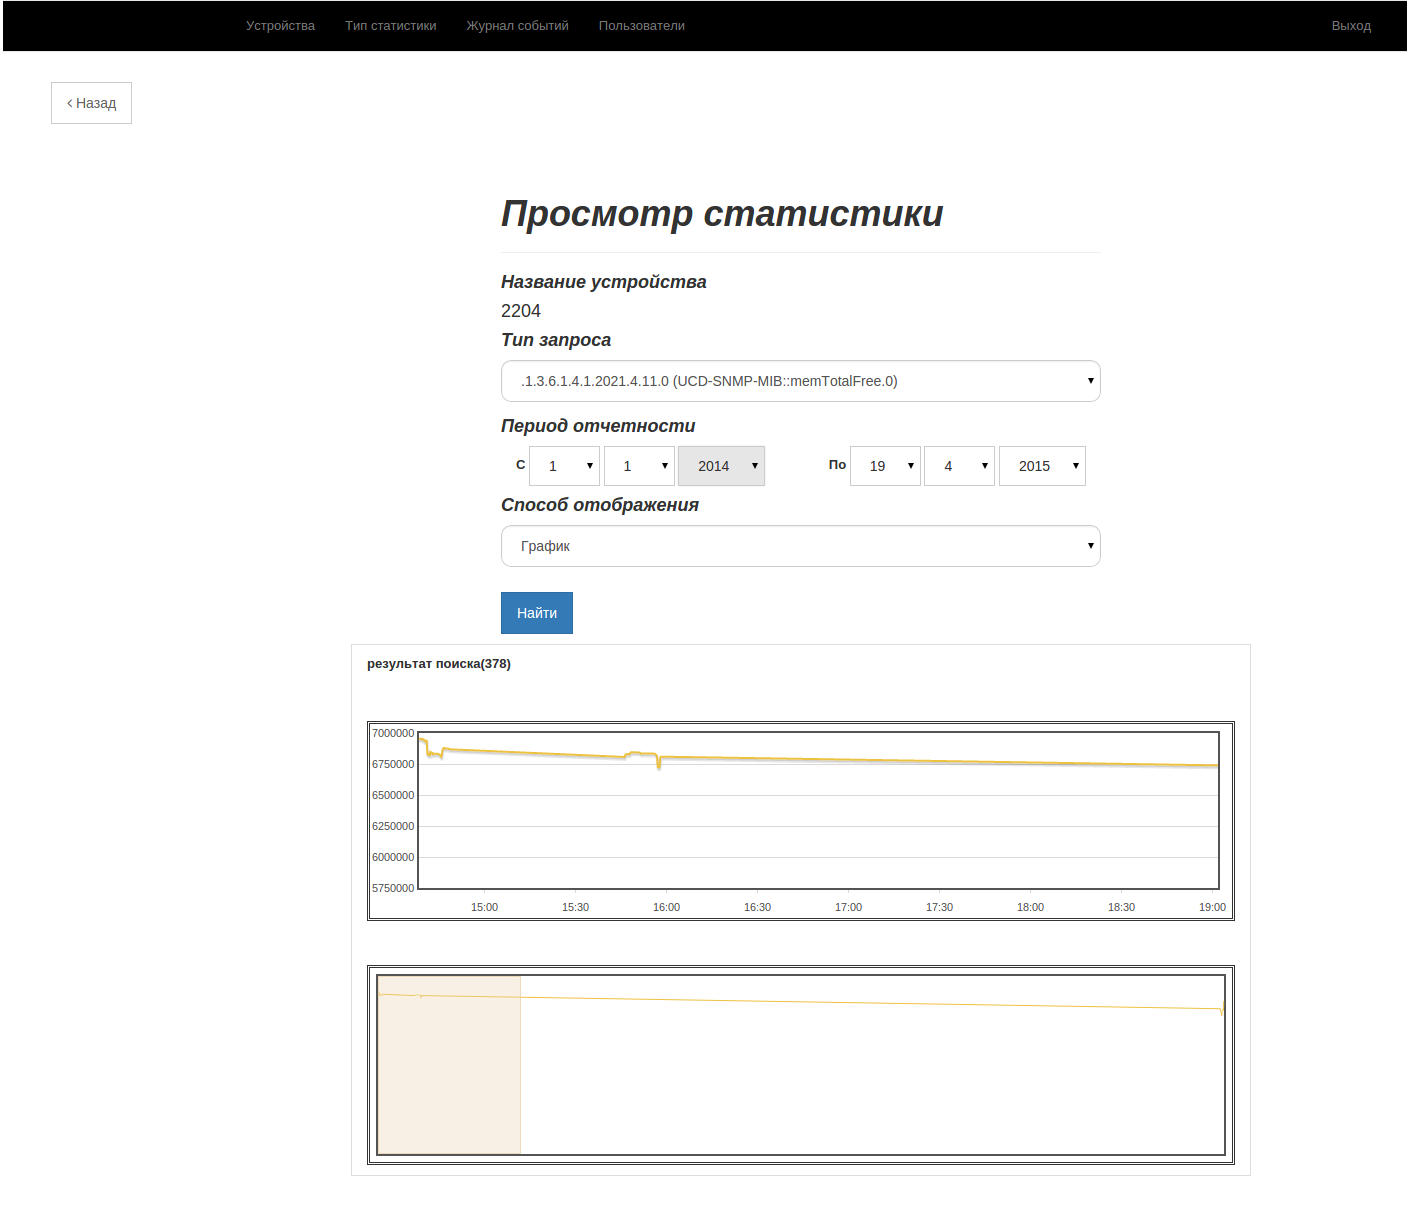 Устройства Тип статистики Журнал событий Пользователи Выход
‹ Назад
Просмотр статистики
Название устройства
2204
Тип запроса
.1.3.6.1.4.1.2021.4.11.0 (UCD-SNMP-MIB::memTotalFree.0)
Период отчетности
С 1 1 2014 По 19 4 2015
Способ отображения
График
Найти
результат поиска(378)
7000000
6750000
6500000
6250000
6000000
5750000
15:00 15:30 16:00 16:30 17:00 17:30 18:00 18:30 19:00